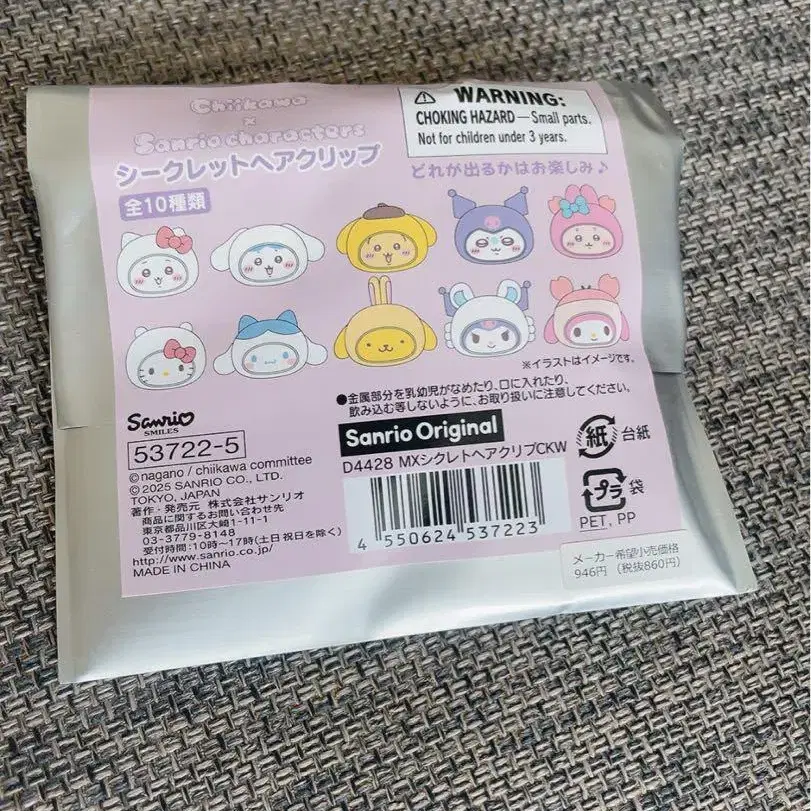 Chiikawa
×
Sanrio characters
シークレットヘアクリップ
全10種類
WARNING:
CHOKING HAZARD — Small parts.
Not for children under 3 years.
どれが出るかはお楽しみ♪
※イラストはイメージです。
●金属部分を乳幼児がなめたり、口に入れたり、
飲み込む等しないように、お取り扱いに注意してください。
Sanrio
SMILES
53722-5
©nagano / chiikawa committee
©2025 SANRIO CO., LTD.
TOKYO, JAPAN
著作・発売元 株式会社サンリオ
商品に関するお問い合わせ先
東京都品川区大崎1-11-1
03-3779-8148
受付時間:10時～17時(土日祝日を除く)
http://www.sanrio.co.jp/
MADE IN CHINA
Sanrio Original
D4428 MXシクレトヘアクリプCKW
4 550624 537223
紙 台紙
プラ 袋
PET, PP
メーカー希望小売価格
946円 (税抜860円)